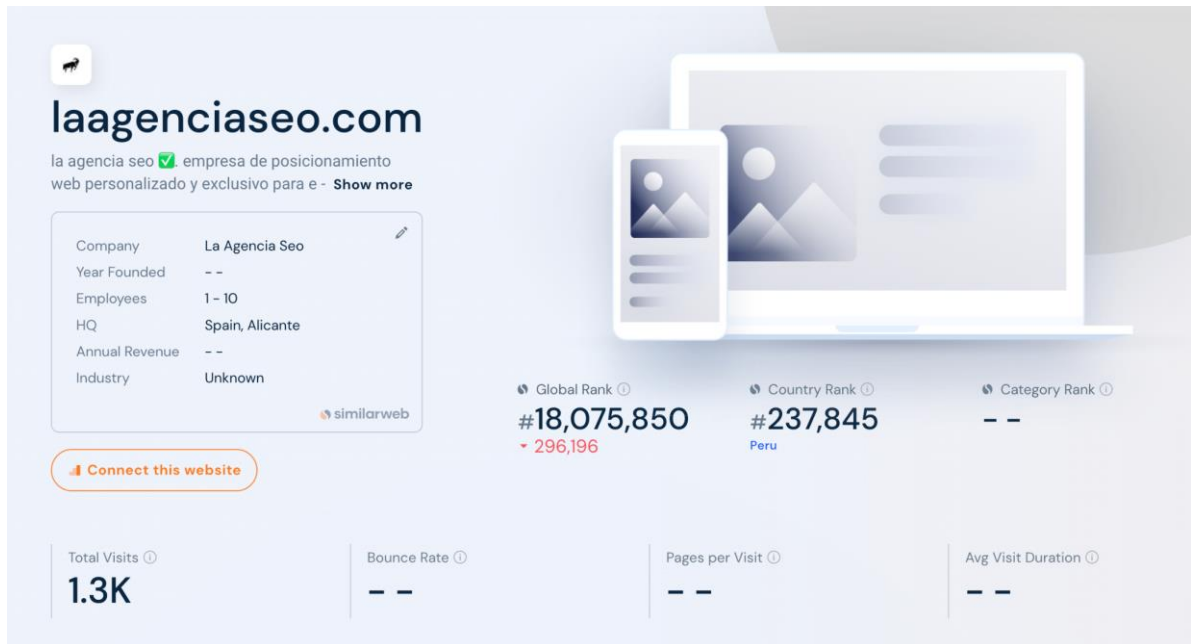 laagenciaseo.com
la agencia seo ✅. empresa de posicionamiento
web personalizado y exclusivo para e - Show more
Company La Agencia Seo
Year Founded - -
Employees 1 - 10
HQ Spain, Alicante
Annual Revenue - -
Industry Unknown
similarweb
Connect this website
Global Rank Country Rank Category Rank
#18,075,850 #237,845 - -
296,196 Peru
Total Visits Bounce Rate Pages per Visit Avg Visit Duration
1.3K - - - - - -